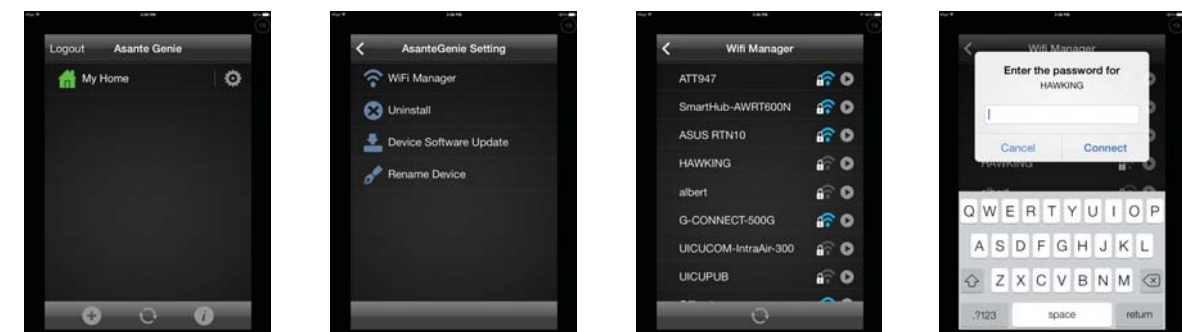 Logout Asante Genie
My Home
AsanteGenie Setting
WiFi Manager
Uninstall
Device Software Update
Rename Device
Wifi Manager
ATT947
SmartHub-AWRT600N
ASUS RTN10
HAWKING
albert
G-CONNECT-500G
UICUCOM-IntraAir-300
UICUPUB
Wifi Manager
Enter the password for
HAWKING
Cancel Connect
HAWKING
albert
Q W E R T Y U I O P
A S D F G H J K L
Z X C V B N M
.?123 space return